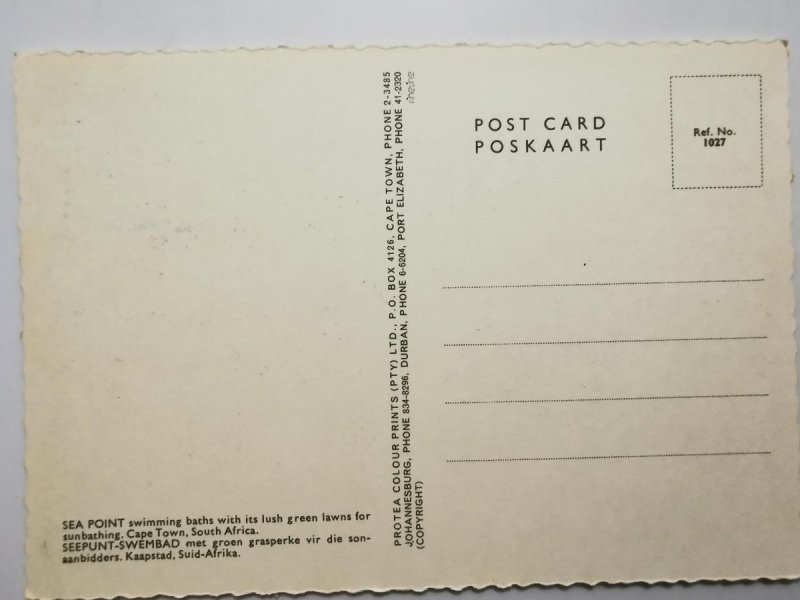 POST CARD
POSKAART
Ref. No.
1027
PROTEA COLOUR PRINTS (PTY) LTD., P.O. BOX 4126, CAPE TOWN, PHONE 2-3485
JOHANNESBURG, PHONE 834-8296, DURBAN, PHONE 6-6204, PORT ELIZABETH, PHONE 41-2320
(COPYRIGHT)
SEA POINT swimming baths with its lush green lawns for
sunbathing. Cape Town, South Africa.
SEEPUNT-SWEMBAD met groen grasperke vir die son-
aanbidders. Kaapstad, Suid-Afrika.